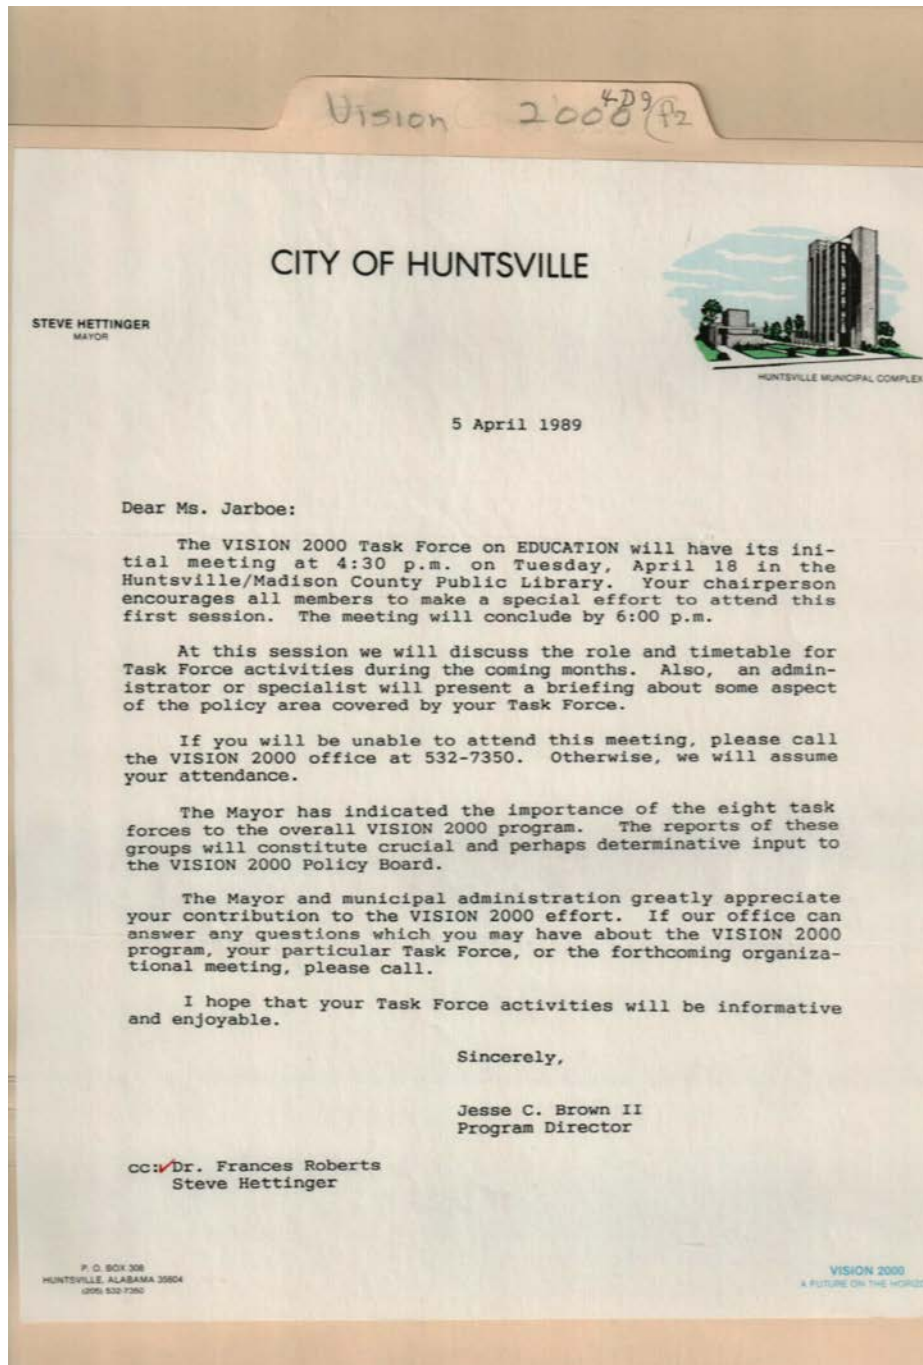 Vision 2000
4-D9
f2
CITY OF HUNTSVILLE
STEVE HETTINGER
MAYOR
HUNTSVILLE MUNICIPAL COMPLEX
5 April 1989
Dear Ms. Jarboe:
The VISION 2000 Task Force on EDUCATION will have its ini-
tial meeting at 4:30 p.m. on Tuesday, April 18 in the
Huntsville/Madison County Public Library. Your chairperson
encourages all members to make a special effort to attend this
first session. The meeting will conclude by 6:00 p.m.
At this session we will discuss the role and timetable for
Task Force activities during the coming months. Also, an admin-
istrator or specialist will present a briefing about some aspect
of the policy area covered by your Task Force.
If you will be unable to attend this meeting, please call
the VISION 2000 office at 532-7350. Otherwise, we will assume
your attendance.
The Mayor has indicated the importance of the eight task
forces to the overall VISION 2000 program. The reports of these
groups will constitute crucial and perhaps determinative input to
the VISION 2000 Policy Board.
The Mayor and municipal administration greatly appreciate
your contribution to the VISION 2000 effort. If our office can
answer any questions which you may have about the VISION 2000
program, your particular Task Force, or the forthcoming organiza-
tional meeting, please call.
I hope that your Task Force activities will be informative
and enjoyable.
Sincerely,
Jesse C. Brown II
Program Director
cc: Dr. Frances Roberts
Steve Hettinger
P. O. BOX 308
HUNTSVILLE, ALABAMA 35804
(205) 532-7350
VISION 2000
A FUTURE ON THE